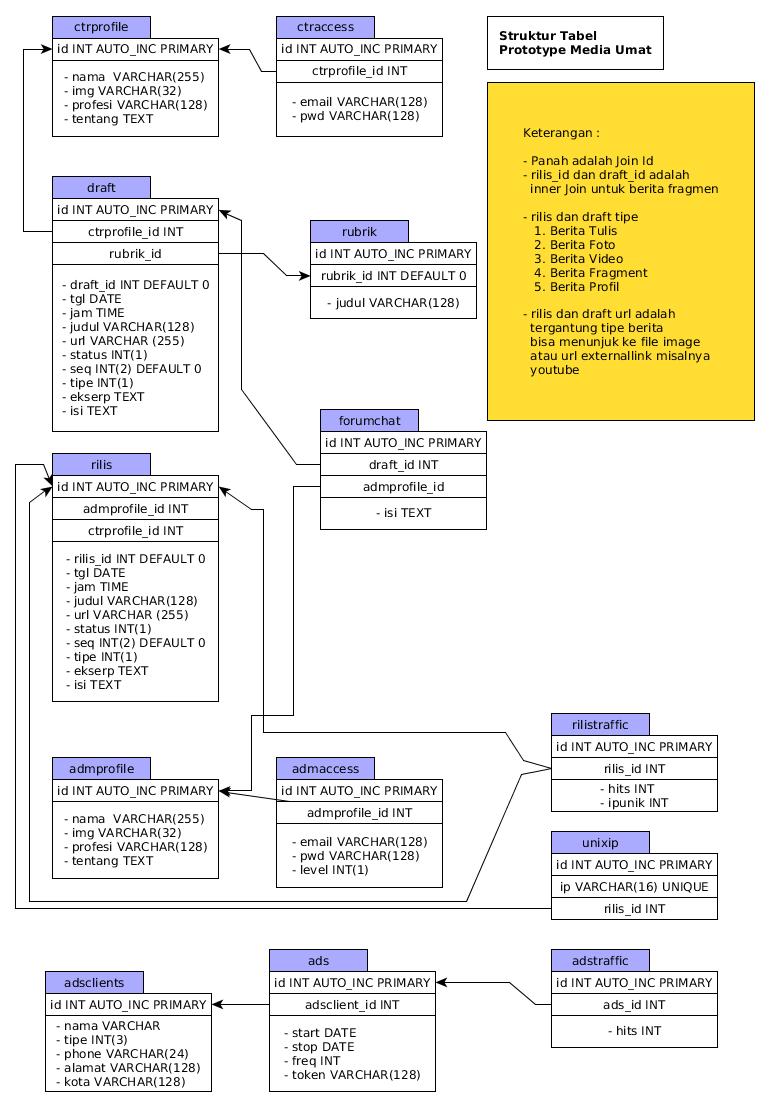 ctrprofile
id INT AUTO_INC PRIMARY
- nama  VARCHAR(255)
- img VARCHAR(32)
- profesi VARCHAR(128)
- tentang TEXT
ctraccess
id INT AUTO_INC PRIMARY
ctrprofile_id INT
- email VARCHAR(128)
- pwd VARCHAR(128)
Struktur Tabel
Prototype Media Umat
Keterangan :
- Panah adalah Join Id
- rilis_id dan draft_id adalah
inner Join untuk berita fragmen
- rilis dan draft tipe
1. Berita Tulis
2. Berita Foto
3. Berita Video
4. Berita Fragment
5. Berita Profil
- rilis dan draft url adalah
tergantung tipe berita
bisa menunjuk ke file image
atau url externallink misalnya
youtube
draft
id INT AUTO_INC PRIMARY
ctrprofile_id INT
rubrik_id
- draft_id INT DEFAULT 0
- tgl DATE
- jam TIME
- judul VARCHAR(128)
- url VARCHAR (255)
- status INT(1)
- seq INT(2) DEFAULT 0
- tipe INT(1)
- ekserp TEXT
- isi TEXT
rubrik
id INT AUTO_INC PRIMARY
rubrik_id INT DEFAULT 0
- judul VARCHAR(128)
forumchat
id INT AUTO_INC PRIMARY
draft_id INT
admprofile_id
- isi TEXT
rilis
id INT AUTO_INC PRIMARY
admprofile_id INT
ctrprofile_id INT
- rilis_id INT DEFAULT 0
- tgl DATE
- jam TIME
- judul VARCHAR(128)
- url VARCHAR (255)
- status INT(1)
- seq INT(2) DEFAULT 0
- tipe INT(1)
- ekserp TEXT
- isi TEXT
rilistraffic
id INT AUTO_INC PRIMARY
rilis_id INT
- hits INT
- ipunik INT
admprofile
id INT AUTO_INC PRIMARY
- nama  VARCHAR(255)
- img VARCHAR(32)
- profesi VARCHAR(128)
- tentang TEXT
admaccess
id INT AUTO_INC PRIMARY
admprofile_id INT
- email VARCHAR(128)
- pwd VARCHAR(128)
- level INT(1)
unixip
id INT AUTO_INC PRIMARY
ip VARCHAR(16) UNIQUE
rilis_id INT
adsclients
id INT AUTO_INC PRIMARY
- nama VARCHAR
- tipe INT(3)
- phone VARCHAR(24)
- alamat VARCHAR(128)
- kota VARCHAR(128)
ads
id INT AUTO_INC PRIMARY
adsclient_id INT
- start DATE
- stop DATE
- freq INT
- token VARCHAR(128)
adstraffic
id INT AUTO_INC PRIMARY
ads_id INT
- hits INT